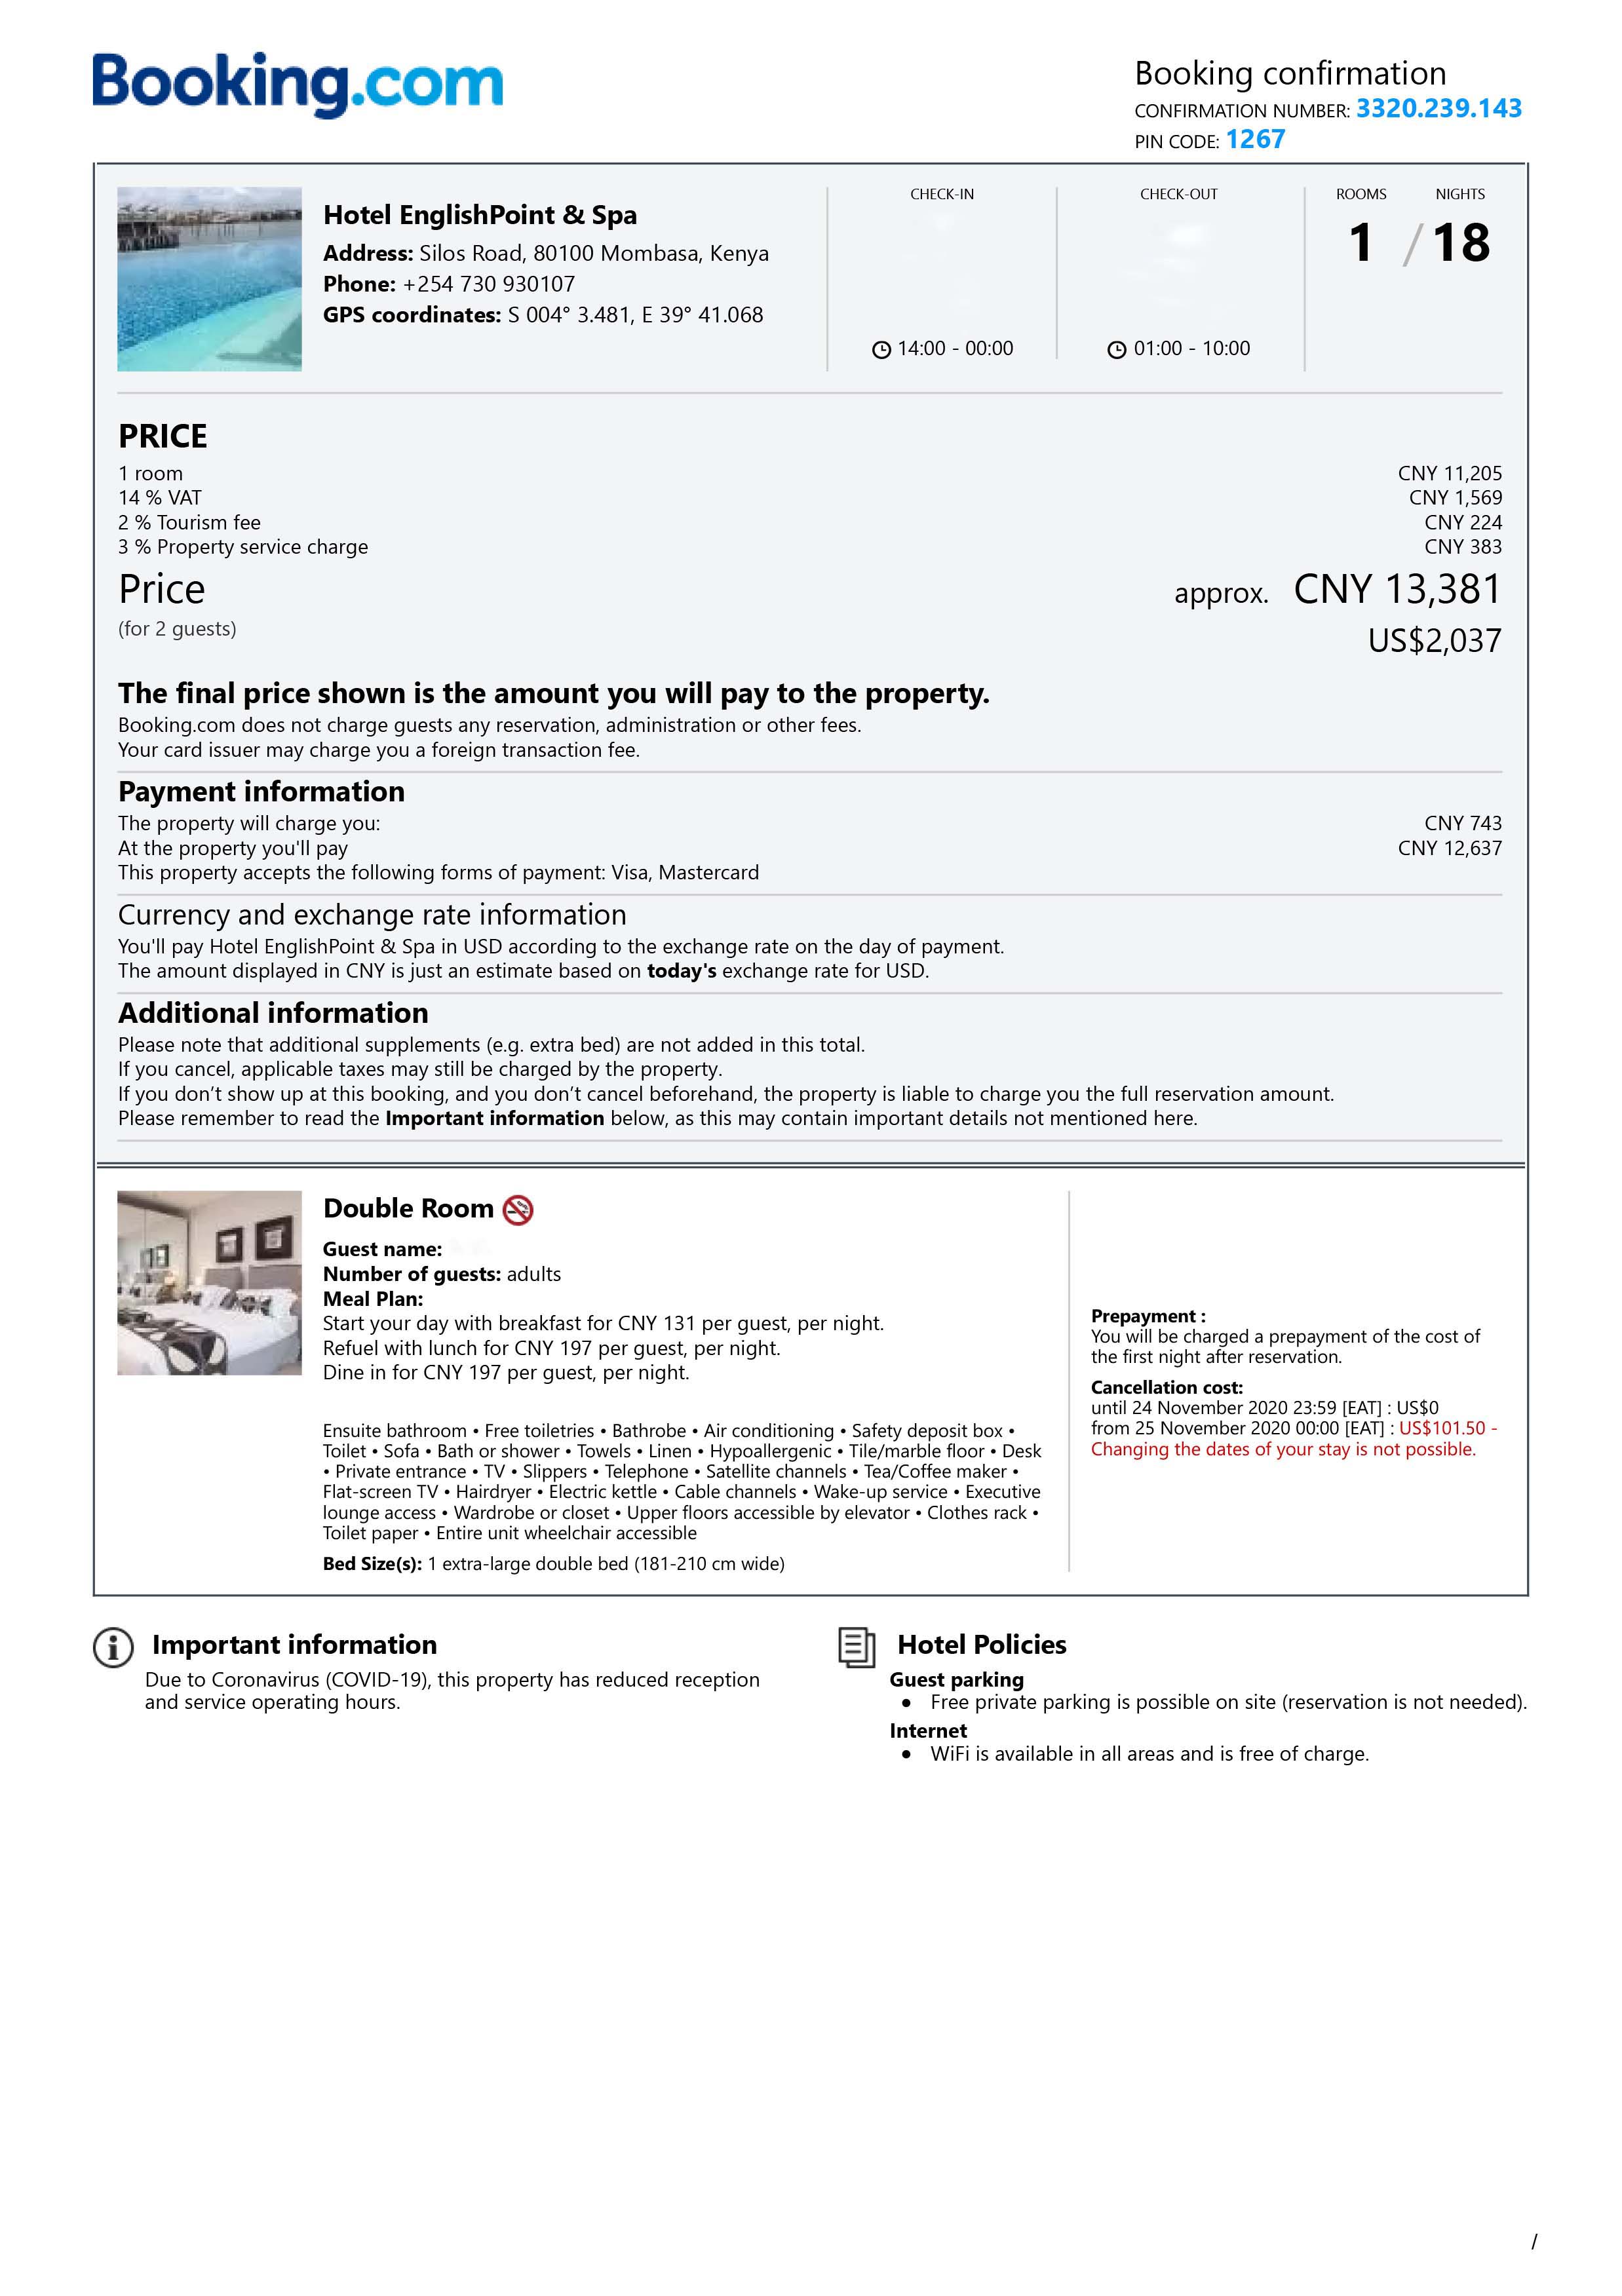 Booking.com
Booking confirmation
CONFIRMATION NUMBER: 3320.239.143
PIN CODE: 1267
Hotel EnglishPoint & Spa
Address: Silos Road, 80100 Mombasa, Kenya
Phone: +254 730 930107
GPS coordinates: S 004° 3.481, E 39° 41.068
CHECK-IN
14:00 - 00:00
CHECK-OUT
01:00 - 10:00
ROOMS NIGHTS
1 / 18
PRICE
1 room CNY 11,205
14 % VAT CNY 1,569
2 % Tourism fee CNY 224
3 % Property service charge CNY 383
Price approx. CNY 13,381
(for 2 guests) US$2,037
The final price shown is the amount you will pay to the property.
Booking.com does not charge guests any reservation, administration or other fees.
Your card issuer may charge you a foreign transaction fee.
Payment information
The property will charge you: CNY 743
At the property you'll pay CNY 12,637
This property accepts the following forms of payment: Visa, Mastercard
Currency and exchange rate information
You'll pay Hotel EnglishPoint & Spa in USD according to the exchange rate on the day of payment.
The amount displayed in CNY is just an estimate based on today's exchange rate for USD.
Additional information
Please note that additional supplements (e.g. extra bed) are not added in this total.
If you cancel, applicable taxes may still be charged by the property.
If you don’t show up at this booking, and you don’t cancel beforehand, the property is liable to charge you the full reservation amount.
Please remember to read the Important information below, as this may contain important details not mentioned here.
Double Room
Guest name:
Number of guests: adults
Meal Plan:
Start your day with breakfast for CNY 131 per guest, per night.
Refuel with lunch for CNY 197 per guest, per night.
Dine in for CNY 197 per guest, per night.
Ensuite bathroom • Free toiletries • Bathrobe • Air conditioning • Safety deposit box •
Toilet • Sofa • Bath or shower • Towels • Linen • Hypoallergenic • Tile/marble floor • Desk
• Private entrance • TV • Slippers • Telephone • Satellite channels • Tea/Coffee maker •
Flat-screen TV • Hairdryer • Electric kettle • Cable channels • Wake-up service • Executive
lounge access • Wardrobe or closet • Upper floors accessible by elevator • Clothes rack •
Toilet paper • Entire unit wheelchair accessible
Bed Size(s): 1 extra-large double bed (181-210 cm wide)
Prepayment :
You will be charged a prepayment of the cost of
the first night after reservation.
Cancellation cost:
until 24 November 2020 23:59 [EAT] : US$0
from 25 November 2020 00:00 [EAT] : US$101.50 -
Changing the dates of your stay is not possible.
Important information
Due to Coronavirus (COVID-19), this property has reduced reception
and service operating hours.
Hotel Policies
Guest parking
● Free private parking is possible on site (reservation is not needed).
Internet
● WiFi is available in all areas and is free of charge.
/